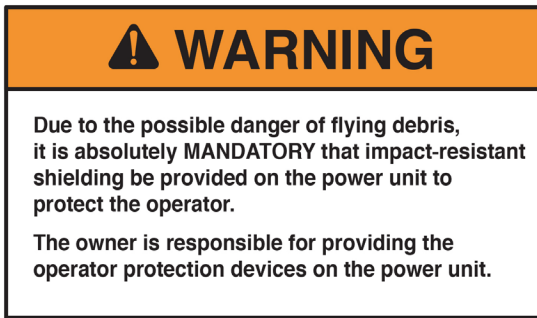 WARNING
Due to the possible danger of flying debris,
it is absolutely MANDATORY that impact-resistant
shielding be provided on the power unit to
protect the operator.
The owner is responsible for providing the
operator protection devices on the power unit.